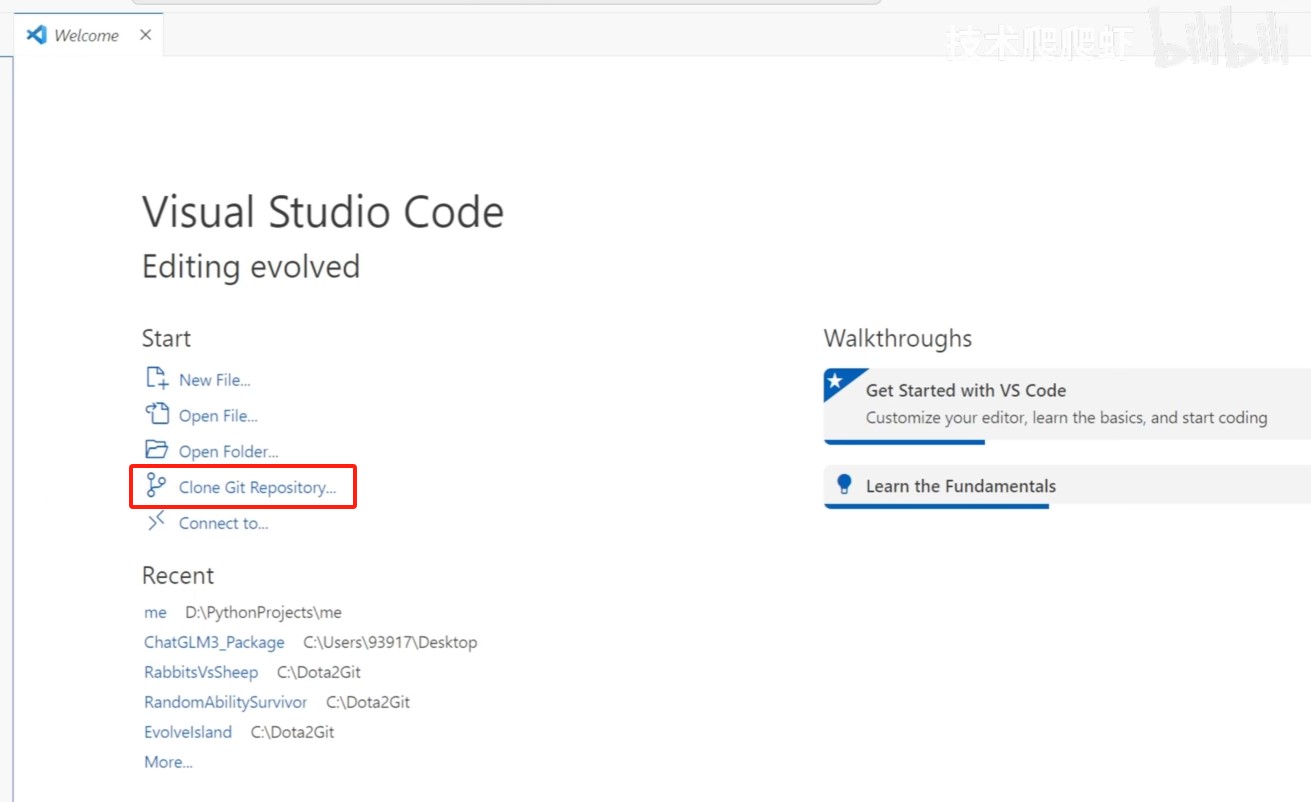 Welcome
技术爬爬虾 bilibili
Visual Studio Code
Editing evolved
Start
New File...
Open File...
Open Folder...
Clone Git Repository...
Connect to...
Recent
me D:\PythonProjects\me
ChatGLM3_Package C:\Users\93917\Desktop
RabbitsVsSheep C:\Dota2Git
RandomAbilitySurvivor C:\Dota2Git
EvolveIsland C:\Dota2Git
More...
Walkthroughs
Get Started with VS Code
Customize your editor, learn the basics, and start coding
Learn the Fundamentals